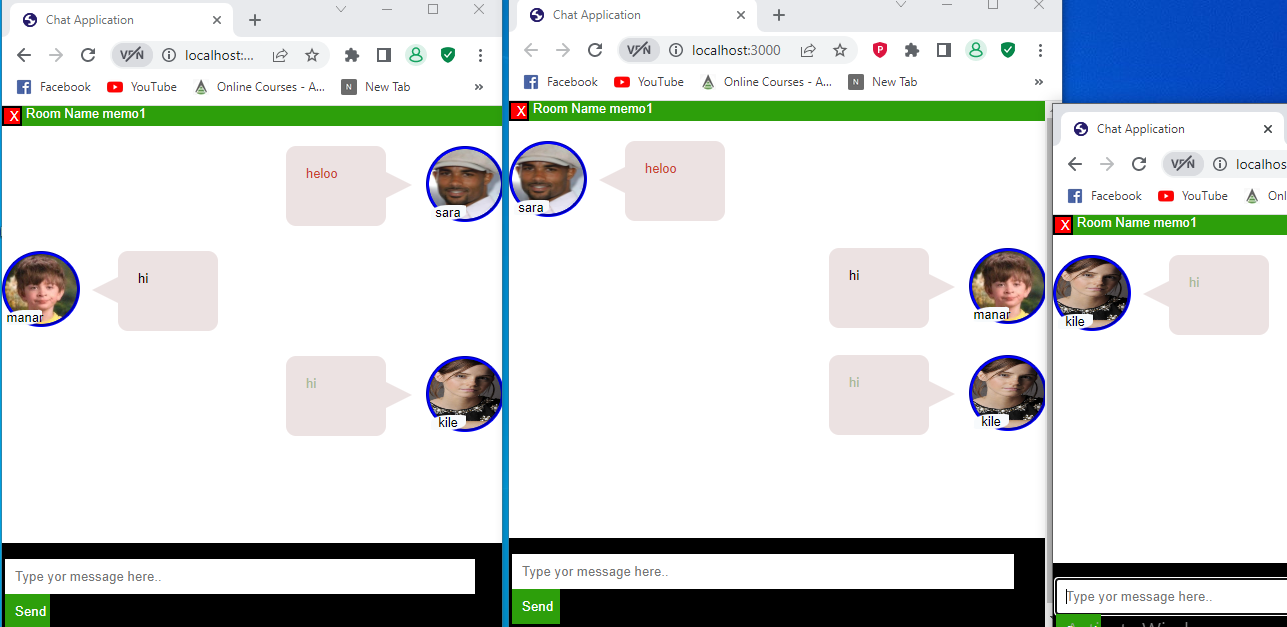 Chat Application
localhost:...
Facebook
YouTube
Online Courses - A...
N
New Tab
»
X Room Name memo1
heloo
sara
hi
manar
hi
kile
Type yor message here..
Send
Chat Application
localhost:3000
Facebook
YouTube
Online Courses - A...
N
New Tab
»
X Room Name memo1
sara
heloo
hi
manar
hi
kile
Type yor message here..
Send
Chat Application
VPN
localhos
Facebook
YouTube
Onl
X Room Name memo1
hi
kile
Type yor message here..